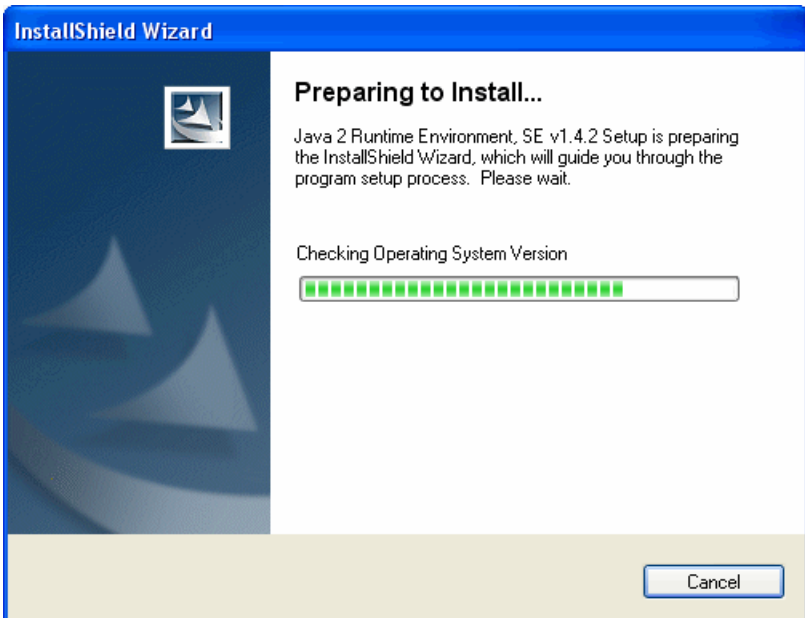 InstallShield Wizard
Preparing to Install...
Java 2 Runtime Environment, SE v1.4.2 Setup is preparing
the InstallShield Wizard, which will guide you through the
program setup process.  Please wait.
Checking Operating System Version
Cancel